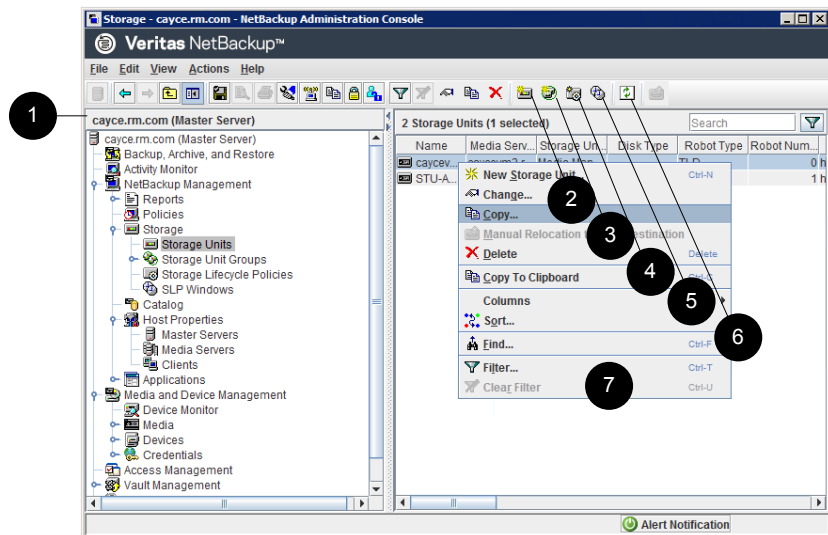 Storage - cayce.rm.com - NetBackup Administration Console
Veritas NetBackup™
File Edit View Actions Help
1
cayce.rm.com (Master Server)
cayce.rm.com (Master Server)
Backup, Archive, and Restore
Activity Monitor
NetBackup Management
Reports
Policies
Storage
Storage Units
Storage Unit Groups
Storage Lifecycle Policies
SLP Windows
Catalog
Host Properties
Master Servers
Media Servers
Clients
Applications
Media and Device Management
Device Monitor
Media
Devices
Credentials
Access Management
Vault Management
2 Storage Units (1 selected)
Search
Name Media Serv... Storage Un... Disk Type Robot Type Robot Num...
caycev... TLD 0 h
STU-A... 1 h
New Storage Unit... Ctrl-N
Change...
2
Copy...
Manual Relocation
3
Delete Delete
4
Copy To Clipboard
Columns
5
Sort...
6
Find... Ctrl-F
Filter... Ctrl-T
7
Clear Filter Ctrl-U
Alert Notification